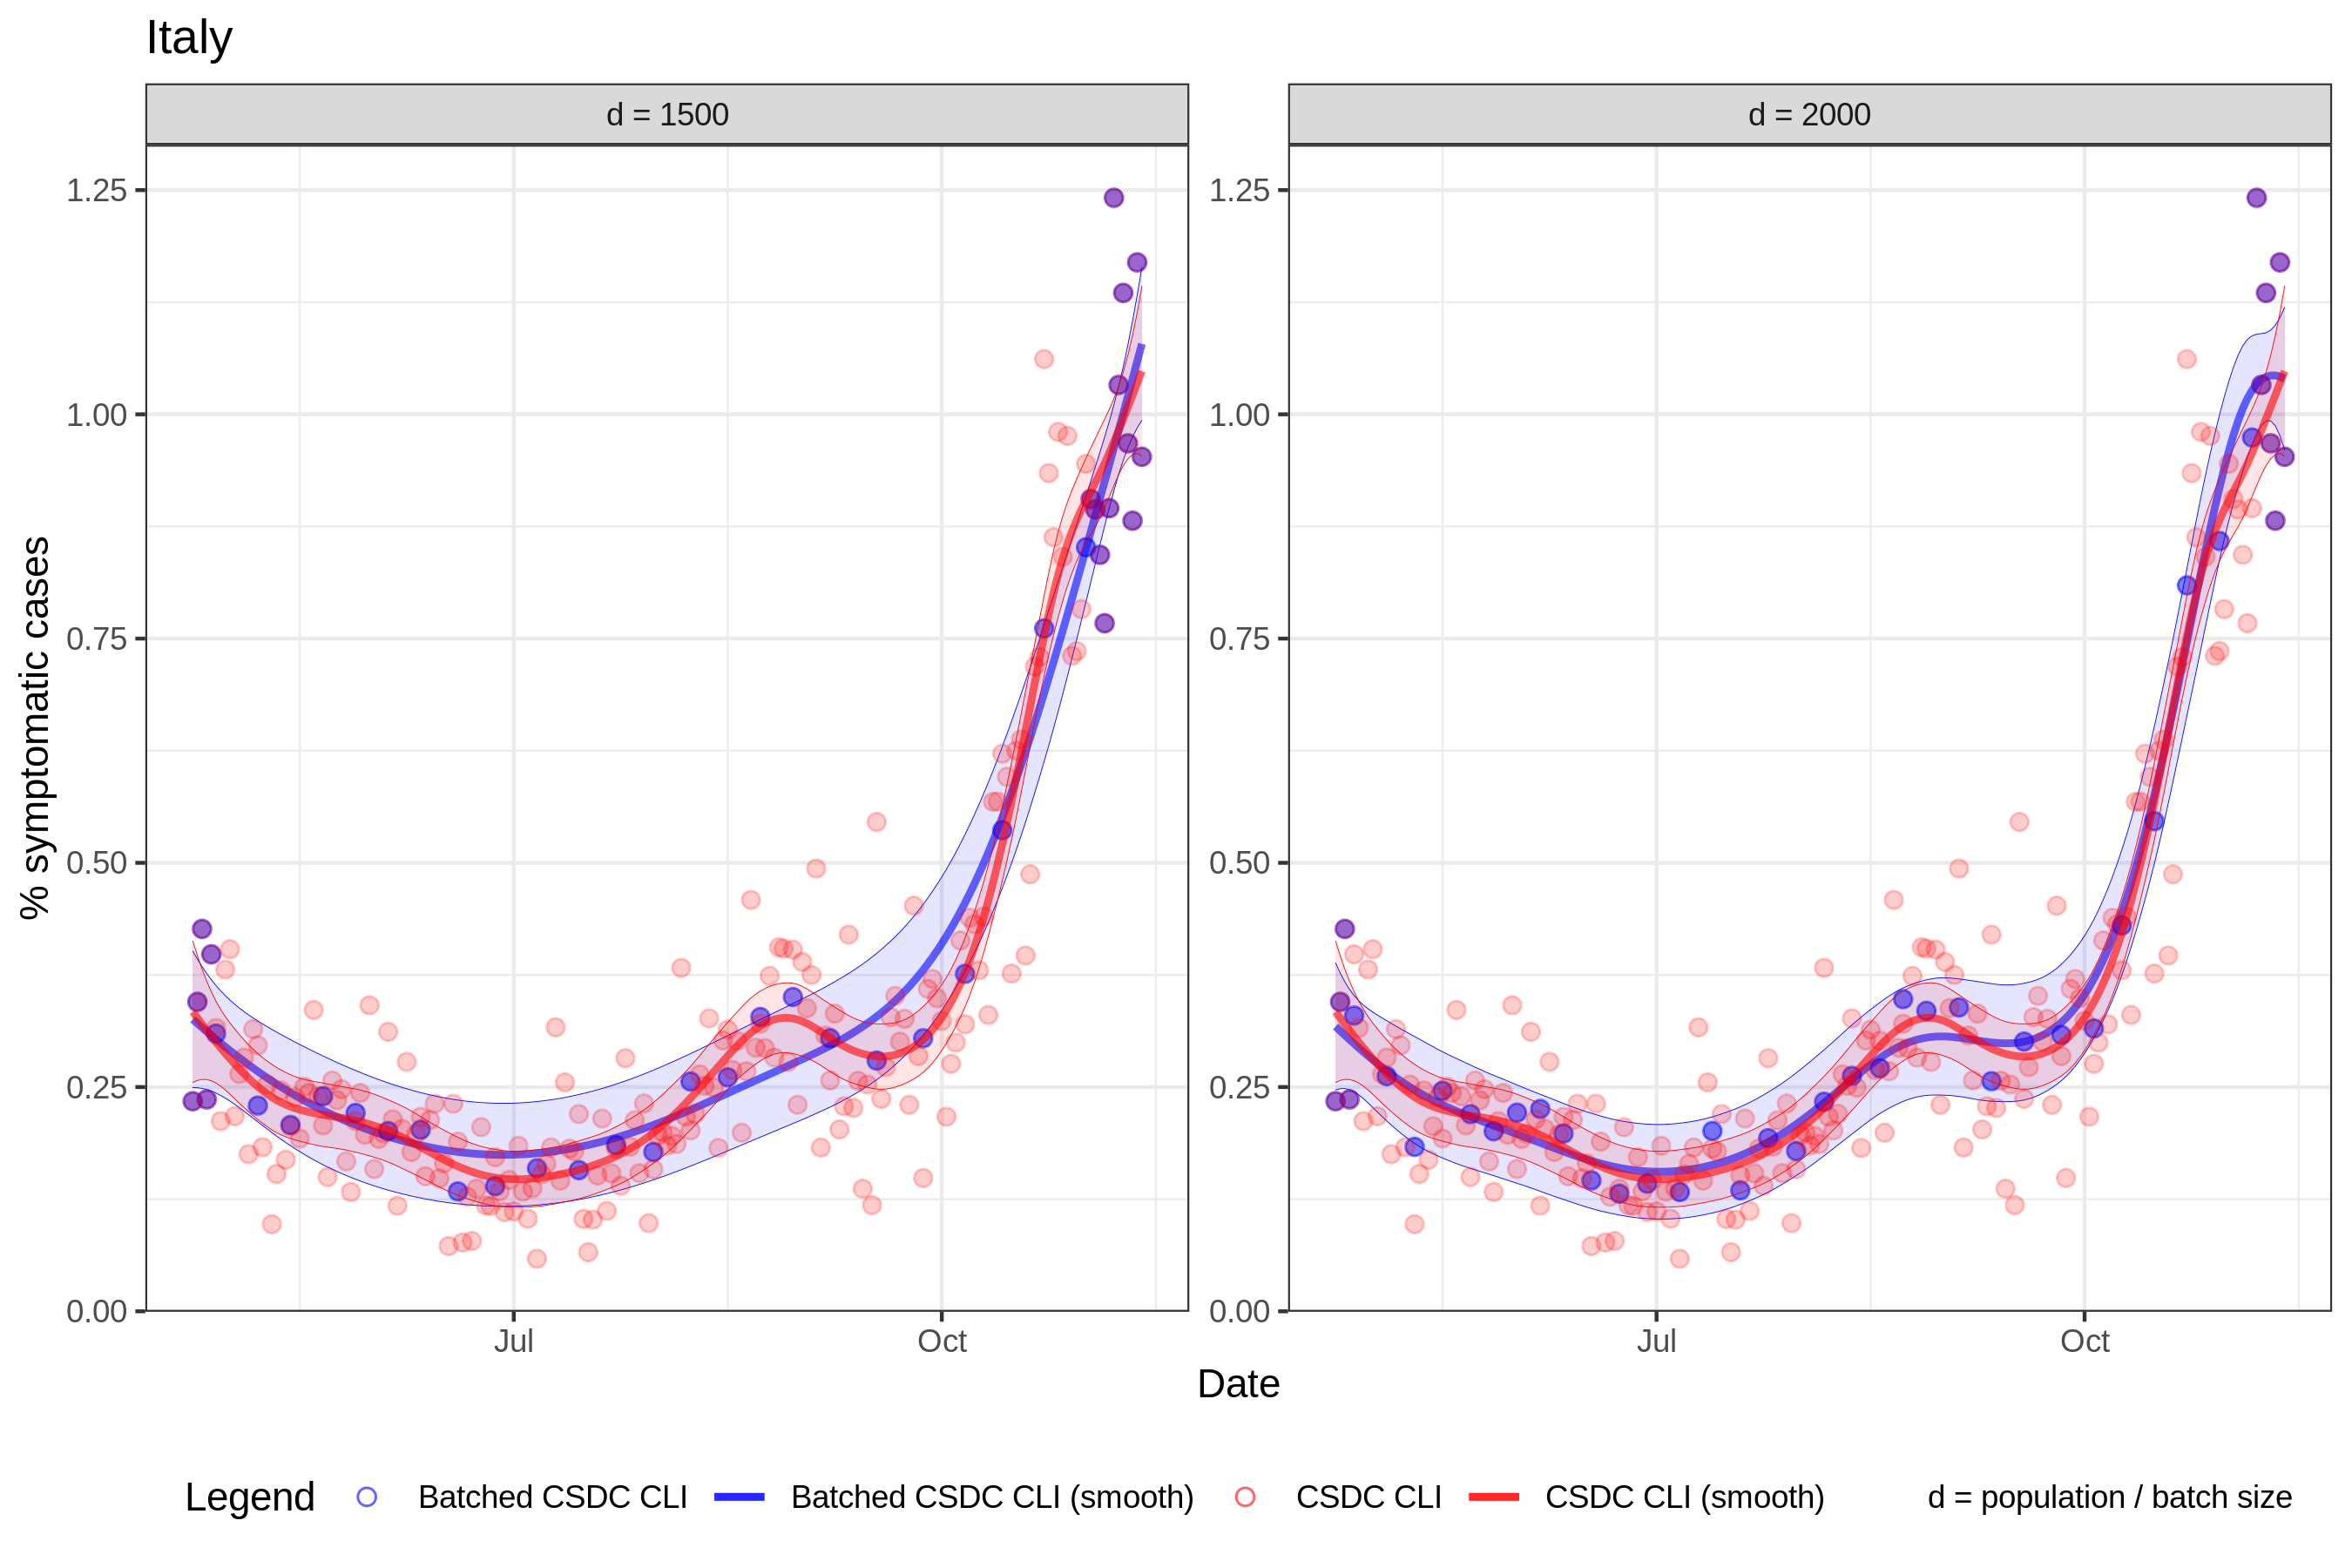 Italy
d = 1500
d = 2000
1.25
1.00
0.75
0.50
0.25
0.00
1.25
1.00
0.75
0.50
0.25
0.00
% symptomatic cases
Jul
Oct
Jul
Oct
Date
Legend
Batched CSDC CLI
Batched CSDC CLI (smooth)
CSDC CLI
CSDC CLI (smooth)
d = population / batch size